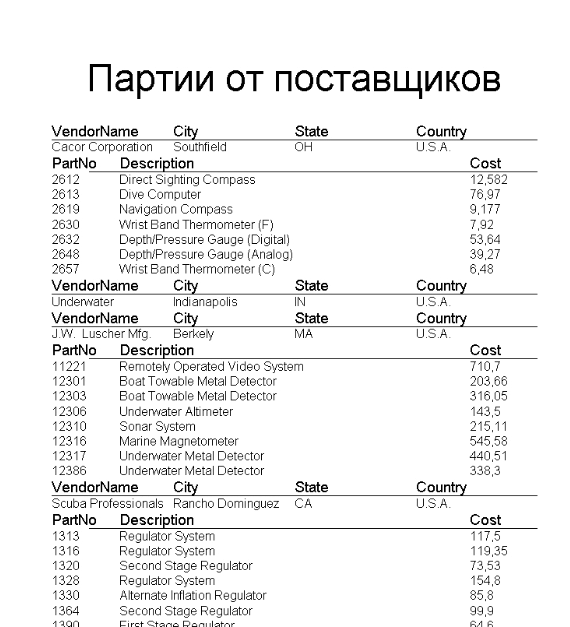 Партии от поставщиков
VendorName City State Country
Cacor Corporation Southfield OH U.S.A.
PartNo Description Cost
2612 Direct Sighting Compass 12,582
2613 Dive Computer 76,97
2619 Navigation Compass 9,177
2630 Wrist Band Thermometer (F) 7,92
2632 Depth/Pressure Gauge (Digital) 53,64
2648 Depth/Pressure Gauge (Analog) 39,27
2657 Wrist Band Thermometer (C) 6,48
VendorName City State Country
Underwater Indianapolis IN U.S.A.
VendorName City State Country
J.W. Luscher Mfg. Berkely MA U.S.A.
PartNo Description Cost
11221 Remotely Operated Video System 710,7
12301 Boat Towable Metal Detector 203,66
12303 Boat Towable Metal Detector 316,05
12306 Underwater Altimeter 143,5
12310 Sonar System 215,11
12316 Marine Magnetometer 545,58
12317 Underwater Metal Detector 440,51
12386 Underwater Metal Detector 338,3
VendorName City State Country
Scuba Professionals Rancho Dominguez CA U.S.A.
PartNo Description Cost
1313 Regulator System 117,5
1316 Regulator System 119,35
1320 Second Stage Regulator 73,53
1328 Regulator System 154,8
1330 Alternate Inflation Regulator 85,8
1364 Second Stage Regulator 99,9
1390 First Stage Regulator 64,6